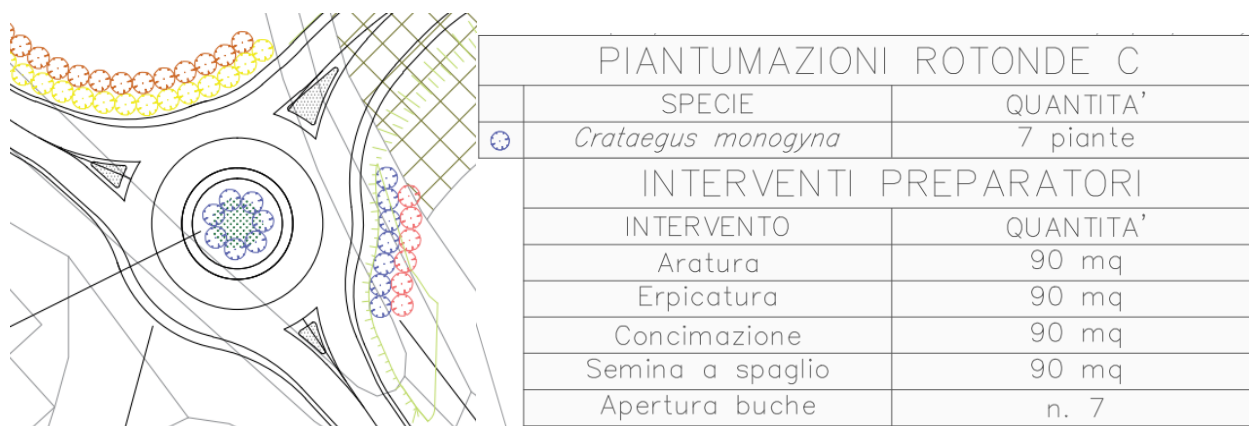 PIANTUMAZIONI ROTONDE C
SPECIE QUANTITA'
Crataegus monogyna 7 piante
INTERVENTI PREPARATORI
INTERVENTO QUANTITA'
Aratura 90 mq
Erpicatura 90 mq
Concimazione 90 mq
Semina a spaglio 90 mq
Apertura buche n. 7